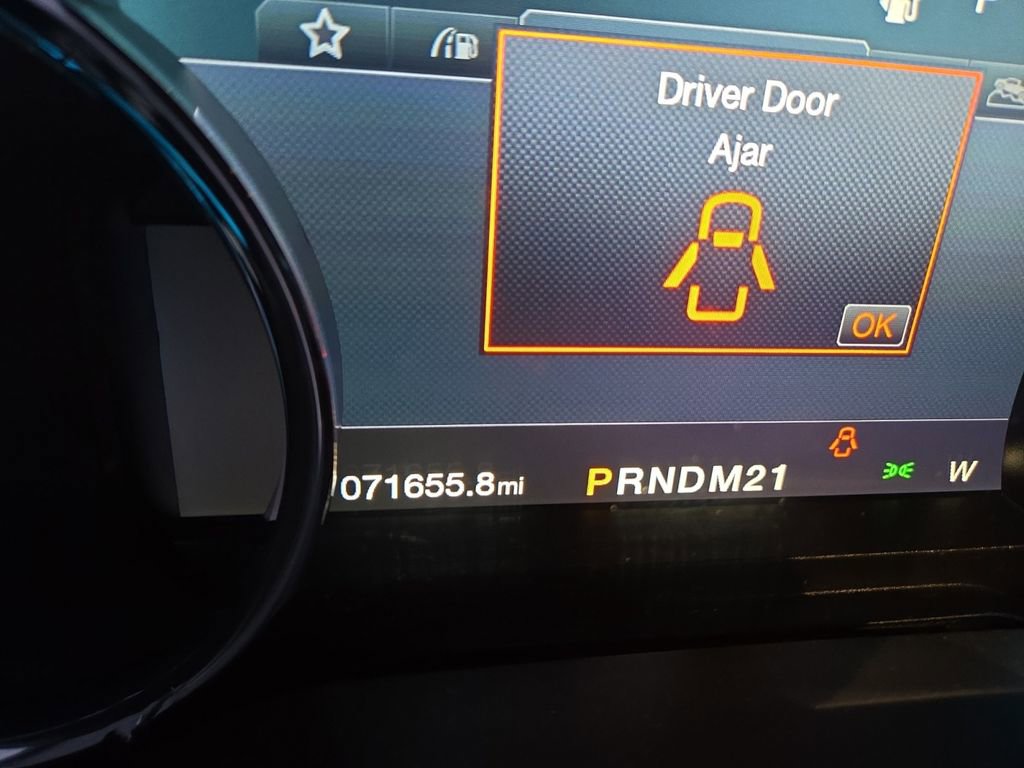 Driver Door
Ajar
OK
071655.8mi PRNDM21 W